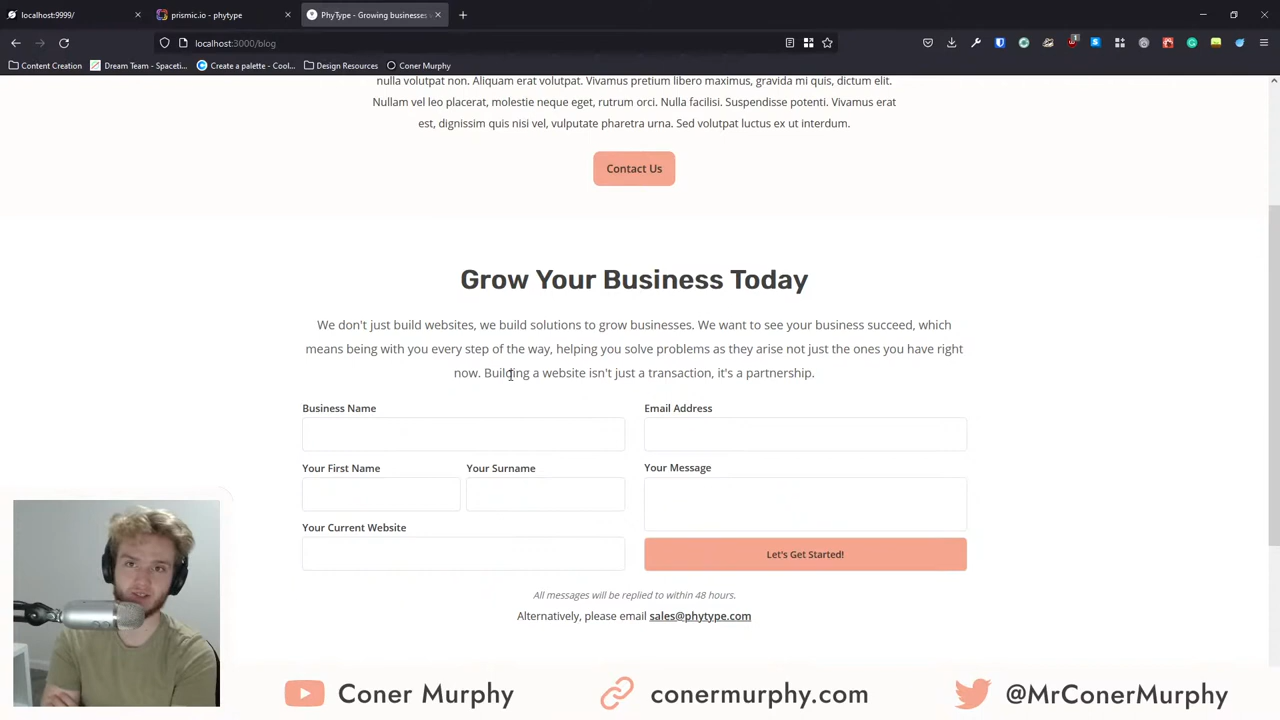 localhost:9999/
prismic.io - phytype
PhyType - Growing businesses
localhost:3000/blog
Content Creation
Dream Team - Spaceti...
Create a palette - Cool...
Design Resources
Coner Murphy
nulla volutpat non. Aliquam erat volutpat. Vivamus pretium libero maximus, gravida mi quis, dictum elit.
Nullam vel leo placerat, molestie neque eget, rutrum orci. Nulla facilisi. Suspendisse potenti. Vivamus erat
est, dignissim quis nisi vel, vulputate pharetra urna. Sed volutpat luctus ex ut interdum.
Contact Us
Grow Your Business Today
We don't just build websites, we build solutions to grow businesses. We want to see your business succeed, which
means being with you every step of the way, helping you solve problems as they arise not just the ones you have right
now. Building a website isn't just a transaction, it's a partnership.
Business Name
Email Address
Your First Name
Your Surname
Your Message
Your Current Website
Let's Get Started!
All messages will be replied to within 48 hours.
Alternatively, please email sales@phytype.com
Coner Murphy
conermurphy.com
@MrConerMurphy